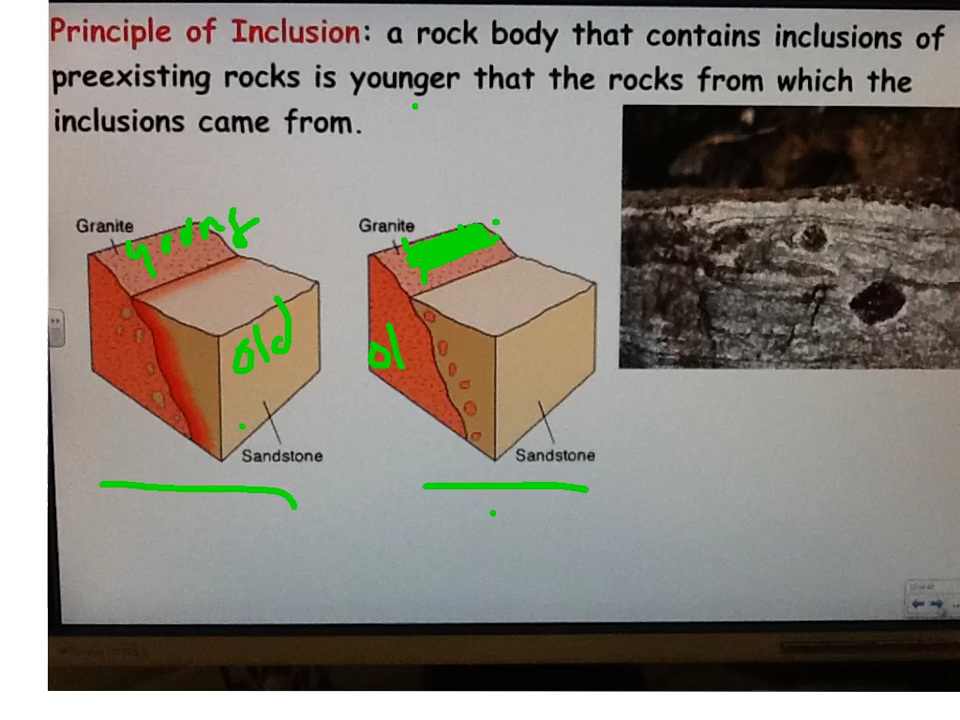 Principle of Inclusion: a rock body that contains inclusions of
preexisting rocks is younger that the rocks from which the
inclusions came from.
Granite
young
old
Sandstone
Granite
ol
Sandstone